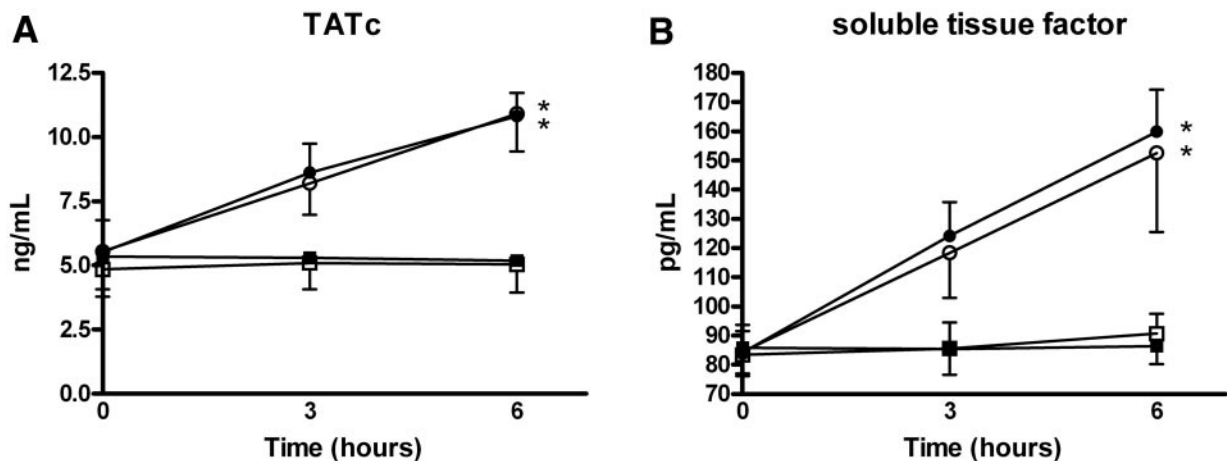 A
TATc
12.5
10.0
7.5
5.0
2.5
0.0
ng/mL
0 3 6
Time (hours)
*
*
B
soluble tissue factor
180
170
160
150
140
130
120
110
100
90
80
70
pg/mL
0 3 6
Time (hours)
*
*